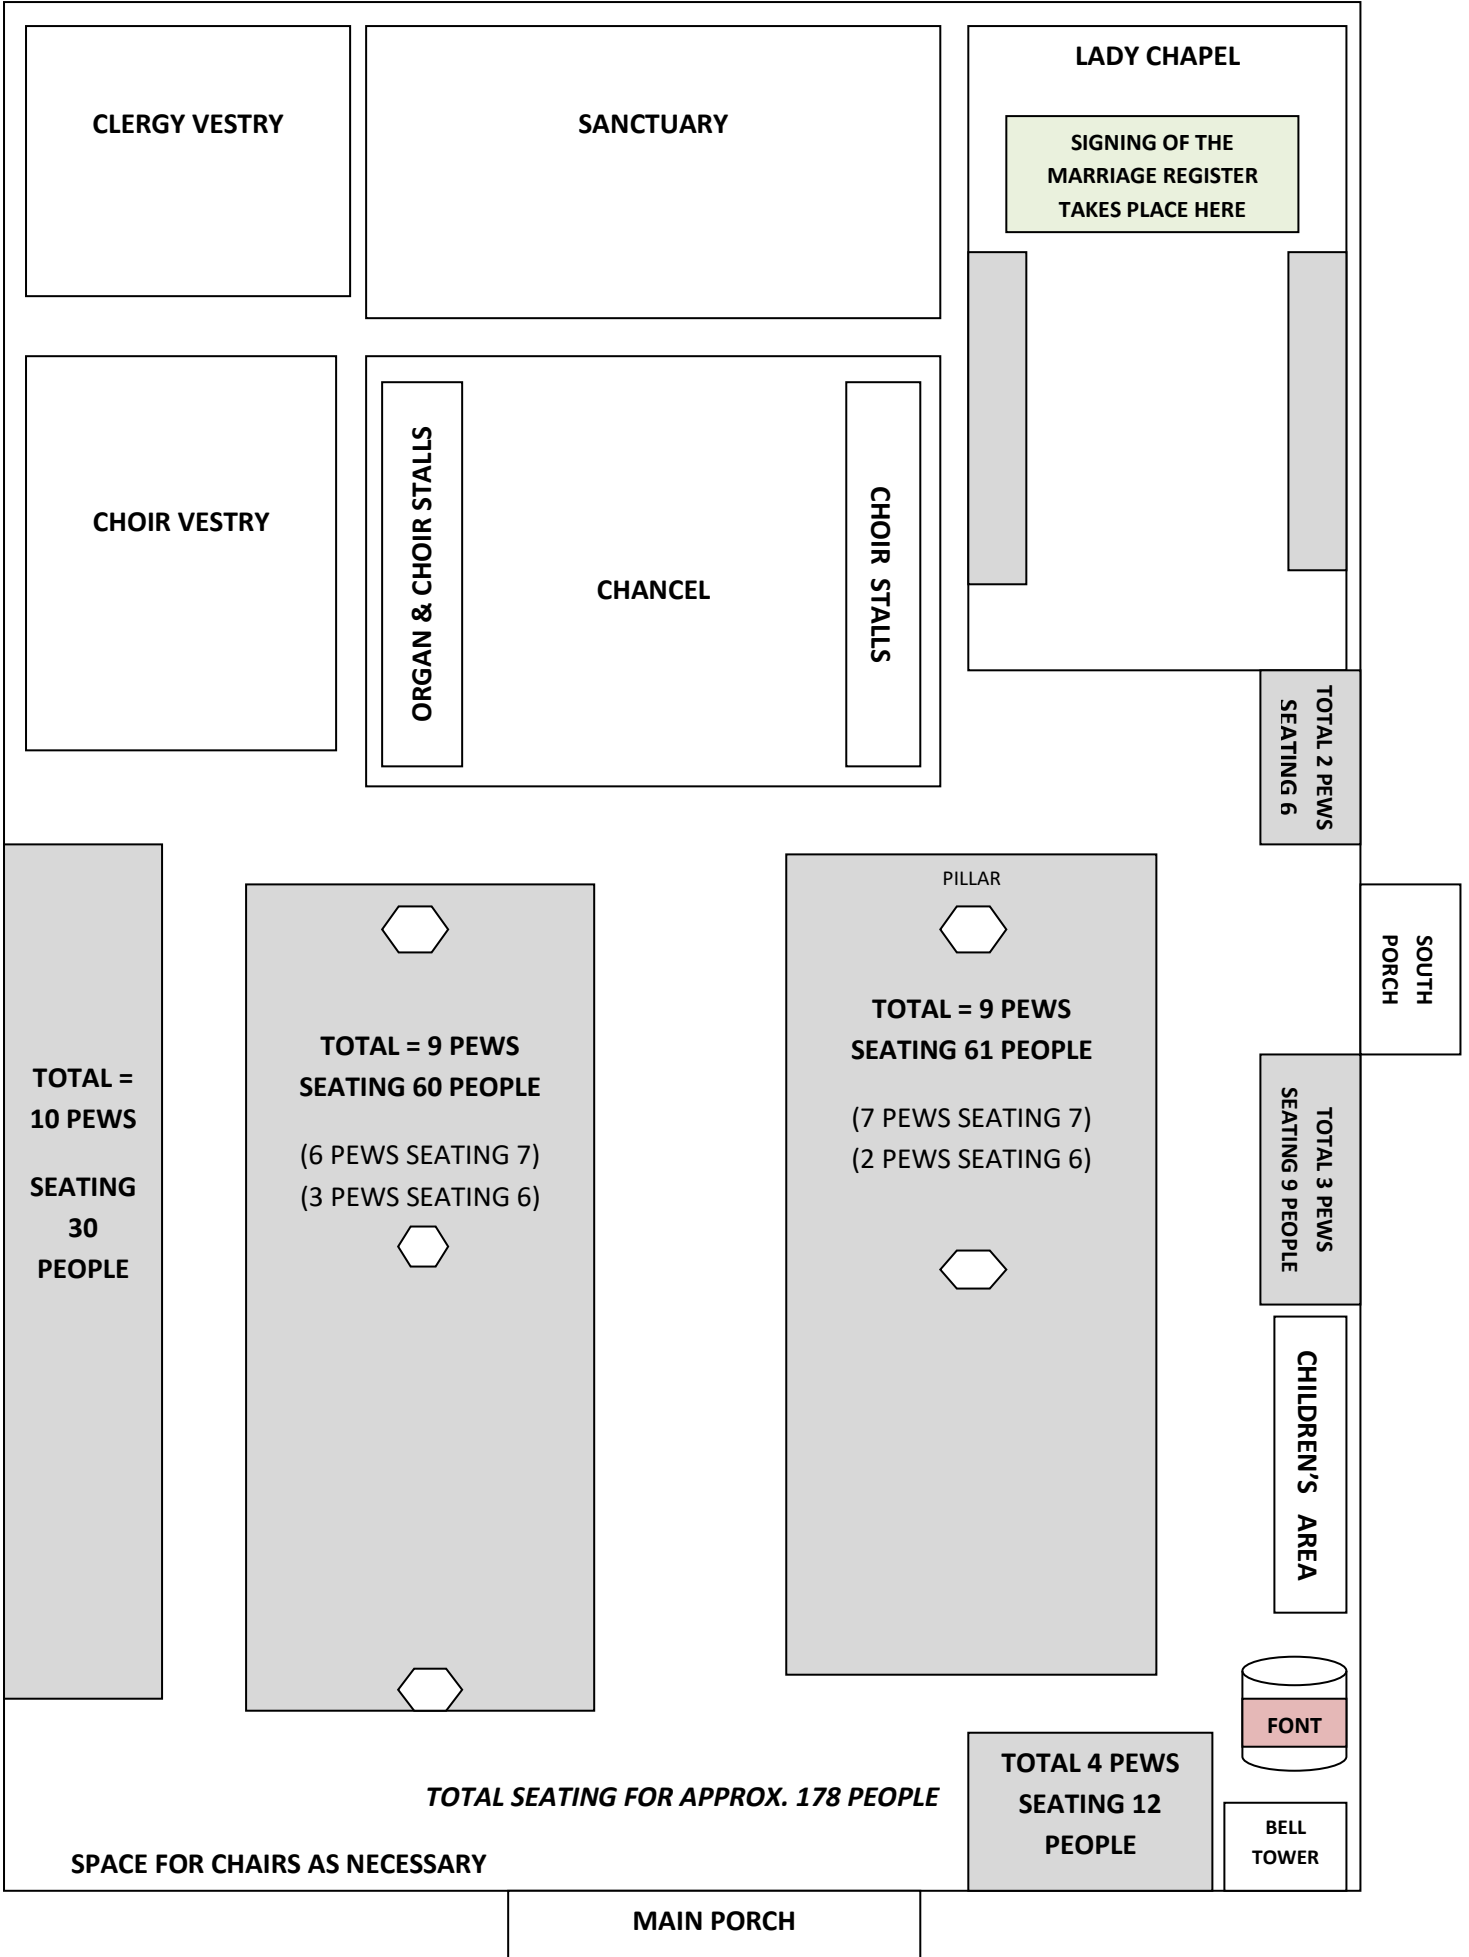 LADY CHAPEL
CLERGY VESTRY
SANCTUARY
SIGNING OF THE
MARRIAGE REGISTER
TAKES PLACE HERE
CHOIR VESTRY
ORGAN & CHOIR STALLS
CHANCEL
CHOIR STALLS
TOTAL 2 PEWS
SEATING 6
TOTAL =
10 PEWS
SEATING
30
PEOPLE
TOTAL = 9 PEWS
SEATING 60 PEOPLE
(6 PEWS SEATING 7)
(3 PEWS SEATING 6)
PILLAR
TOTAL = 9 PEWS
SEATING 61 PEOPLE
(7 PEWS SEATING 7)
(2 PEWS SEATING 6)
SOUTH
PORCH
TOTAL 3 PEWS
SEATING 9 PEOPLE
CHILDREN’S AREA
FONT
TOTAL SEATING FOR APPROX. 178 PEOPLE
TOTAL 4 PEWS
SEATING 12
PEOPLE
BELL
TOWER
SPACE FOR CHAIRS AS NECESSARY
MAIN PORCH